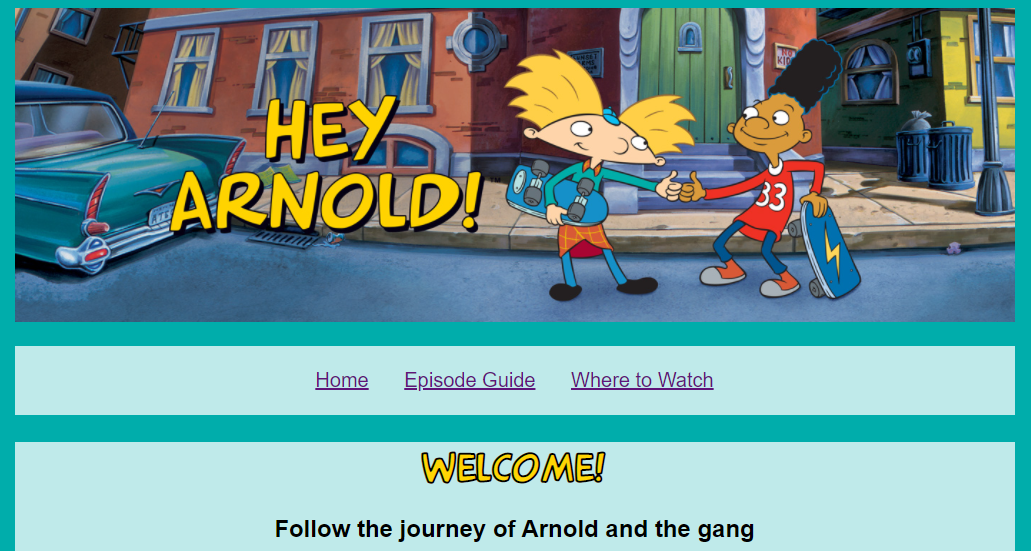 HEY
ARNOLD!
33
Home Episode Guide Where to Watch
WELCOME!
Follow the journey of Arnold and the gang